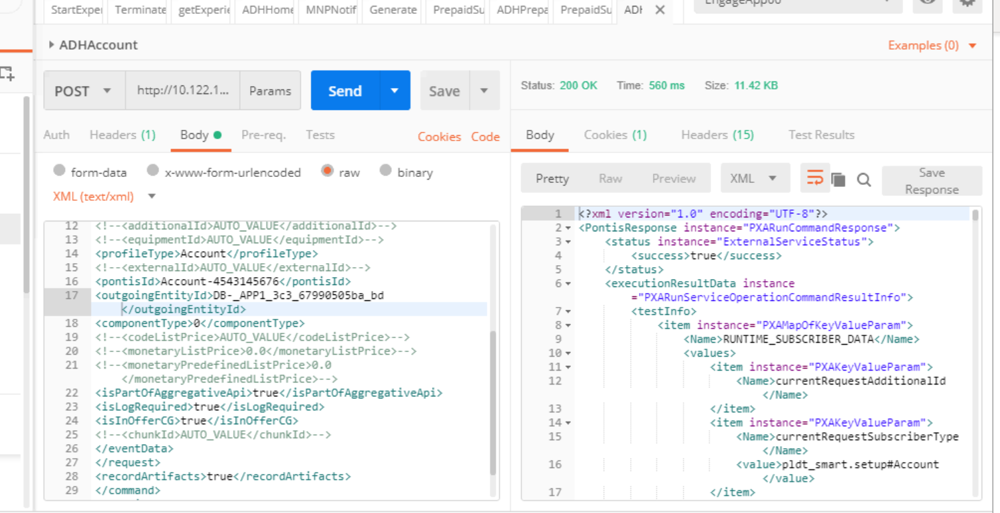 StartExper
Terminate
getExperie
ADHHome
MNPNotif
Generate
PrepaidSu
ADHPrepa
PrepaidSu
ADH
ADHAccount
Examples (0)
POST
http://10.122.1...
Params
Send
Save
Status: 200 OK Time: 560 ms Size: 11.42 KB
Auth Headers (1) Body Pre-req. Tests Cookies Code
Body Cookies (1) Headers (15) Test Results
form-data x-www-form-urlencoded raw binary
XML (text/xml)
Pretty Raw Preview XML
Save
Response
12 <!--<additionalId>AUTO_VALUE</additionalId>-->
13 <!--<equipmentId>AUTO_VALUE</equipmentId>-->
14 <profileType>Account</profileType>
15 <!--<externalId>AUTO_VALUE</externalId>-->
16 <pontisId>Account-4543145676</pontisId>
17 <outgoingEntityId>DB-_APP1_3c3_67990505ba_bd
</outgoingEntityId>
18 <componentType>0</componentType>
19 <!--<codeListPrice>AUTO_VALUE</codeListPrice>-->
20 <!--<monetaryListPrice>0.0</monetaryListPrice>-->
21 <!--<monetaryPredefinedListPrice>0.0
</monetaryPredefinedListPrice>-->
22 <isPartOfAggregativeApi>true</isPartOfAggregativeApi>
23 <isLogRequired>true</isLogRequired>
24 <isInOfferCG>true</isInOfferCG>
25 <!--<chunkId>AUTO_VALUE</chunkId>-->
26 </eventData>
27 </request>
28 <recordArtifacts>true</recordArtifacts>
29 </command>
1 <?xml version="1.0" encoding="UTF-8"?>
2 <PontisResponse instance="PXARunCommandResponse">
3 <status instance="ExternalServiceStatus">
4 <success>true</success>
5 </status>
6 <executionResultData instance
="PXARunServiceOperationCommandResultInfo">
7 <testInfo>
8 <item instance="PXAMapOfKeyValueParam">
9 <Name>RUNTIME_SUBSCRIBER_DATA</Name>
10 <values>
11 <item instance="PXAKeyValueParam">
12 <Name>currentRequestAdditionalId
</Name>
13 </item>
14 <item instance="PXAKeyValueParam">
15 <Name>currentRequestSubscriberType
</Name>
16 <value>pldt_smart.setup#Account
</value>
17 </item>